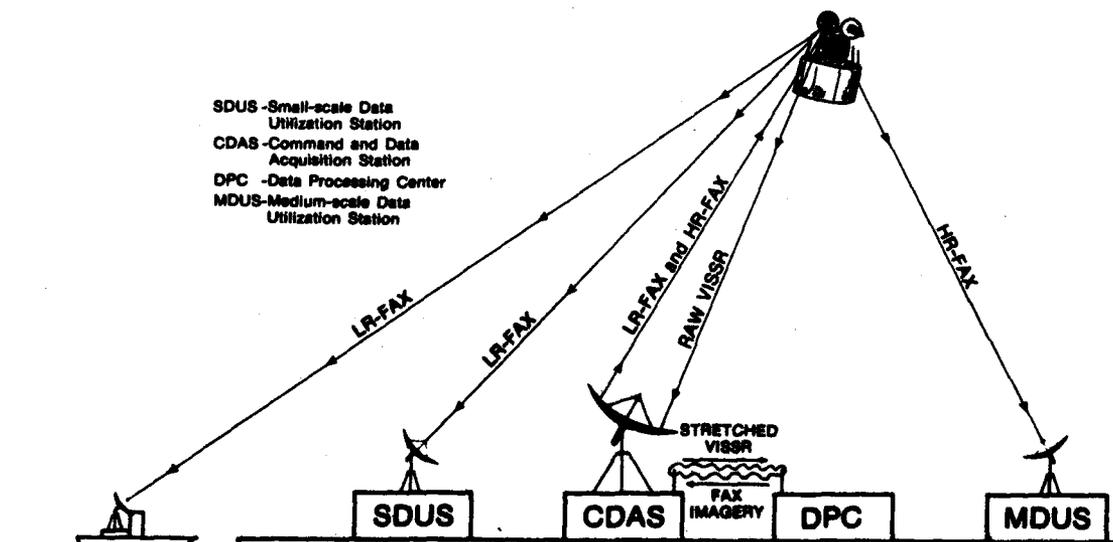 SDUS -Small-scale Data
Utilization Station
CDAS -Command and Data
Acquisition Station
DPC -Data Processing Center
MDUS-Medium-scale Data
Utilization Station
LR-FAX
LR-FAX
LR-FAX and HR-FAX
RAW VISSR
HR-FAX
STRETCHED
VISSR
FAX
IMAGERY
SDUS
CDAS
DPC
MDUS